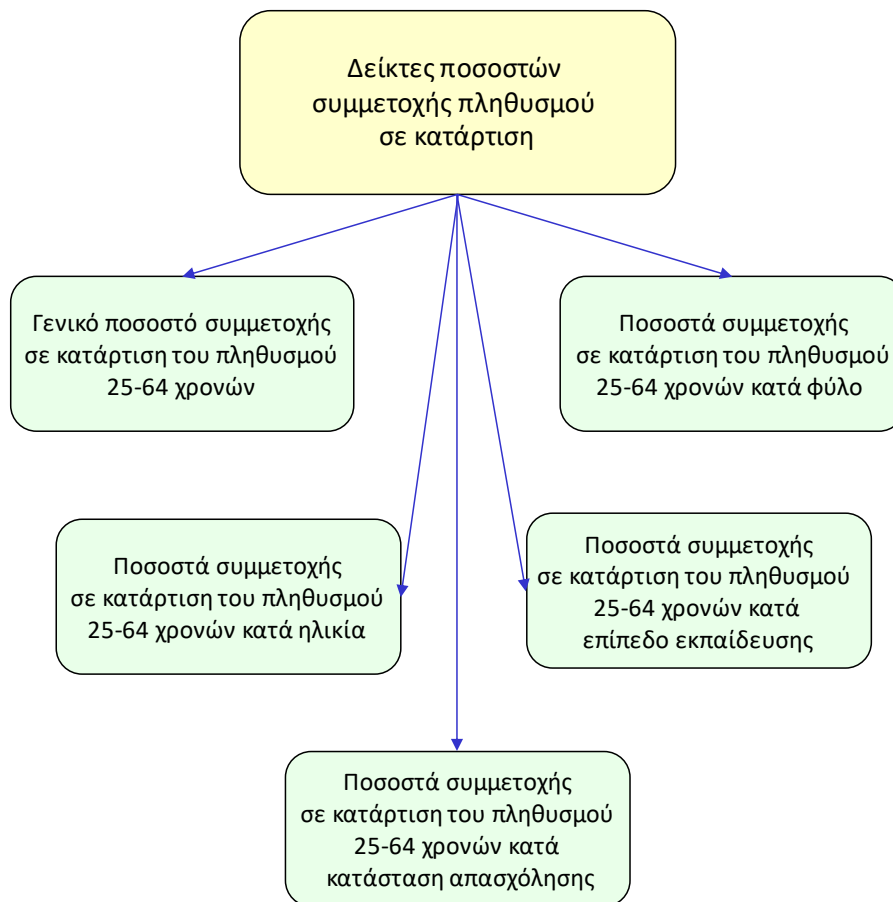 Δείκτες ποσοστών
συμμετοχής πληθυσμού
σε κατάρτιση
Γενικό ποσοστό συμμετοχής
σε κατάρτιση του πληθυσμού
25-64 χρονών
Ποσοστά συμμετοχής
σε κατάρτιση του πληθυσμού
25-64 χρονών κατά φύλο
Ποσοστά συμμετοχής
σε κατάρτιση του πληθυσμού
25-64 χρονών κατά ηλικία
Ποσοστά συμμετοχής
σε κατάρτιση του πληθυσμού
25-64 χρονών κατά
επίπεδο εκπαίδευσης
Ποσοστά συμμετοχής
σε κατάρτιση του πληθυσμού
25-64 χρονών κατά
κατάσταση απασχόλησης